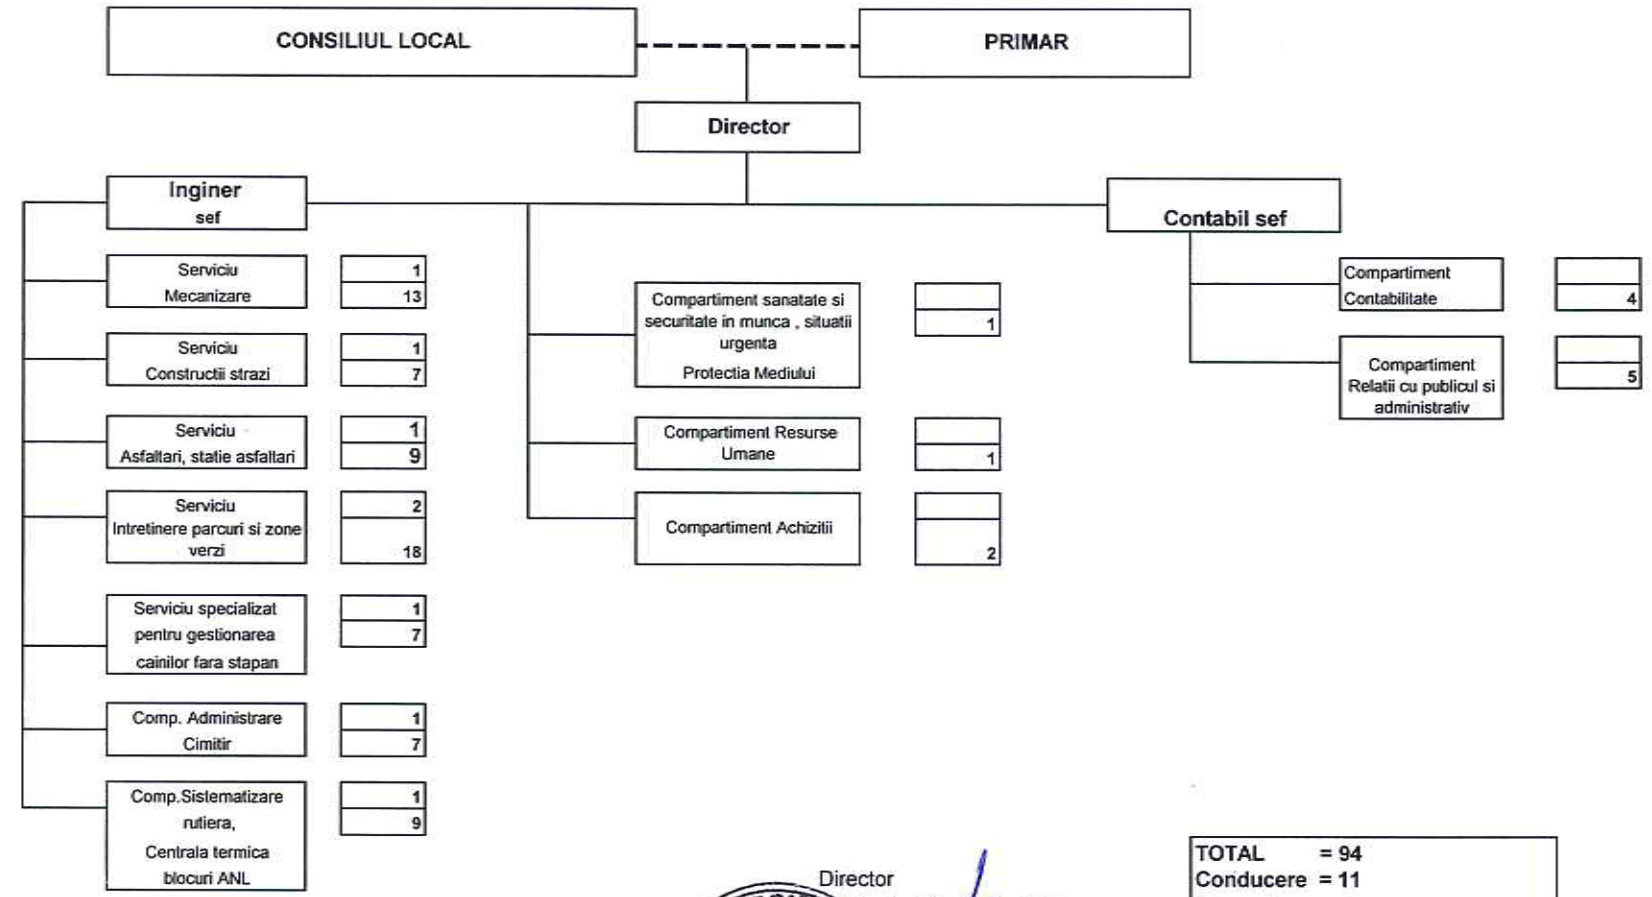 CONSILIUL LOCAL
PRIMAR
Director
Inginer
sef
Contabil sef
Serviciu
Mecanizare
1
13
Serviciu
Constructii strazi
1
7
Serviciu
Asfaltari, statie asfaltari
1
9
Serviciu
Intretinere parcuri si zone
verzi
2
18
Serviciu specializat
pentru gestionarea
cainilor fara stapan
1
7
Comp. Administrare
Cimitir
1
7
Comp.Sistematizare
rutiera,
Centrala termica
blocuri ANL
1
9
Compartiment sanatate si
securitate in munca , situatii
urgenta
Protectia Mediului
1
Compartiment Resurse
Umane
1
Compartiment Achizitii
2
Compartiment
Contabilitate
4
Compartiment
Relatii cu publicul si
administrativ
5
Director
TOTAL = 94
Conducere = 11